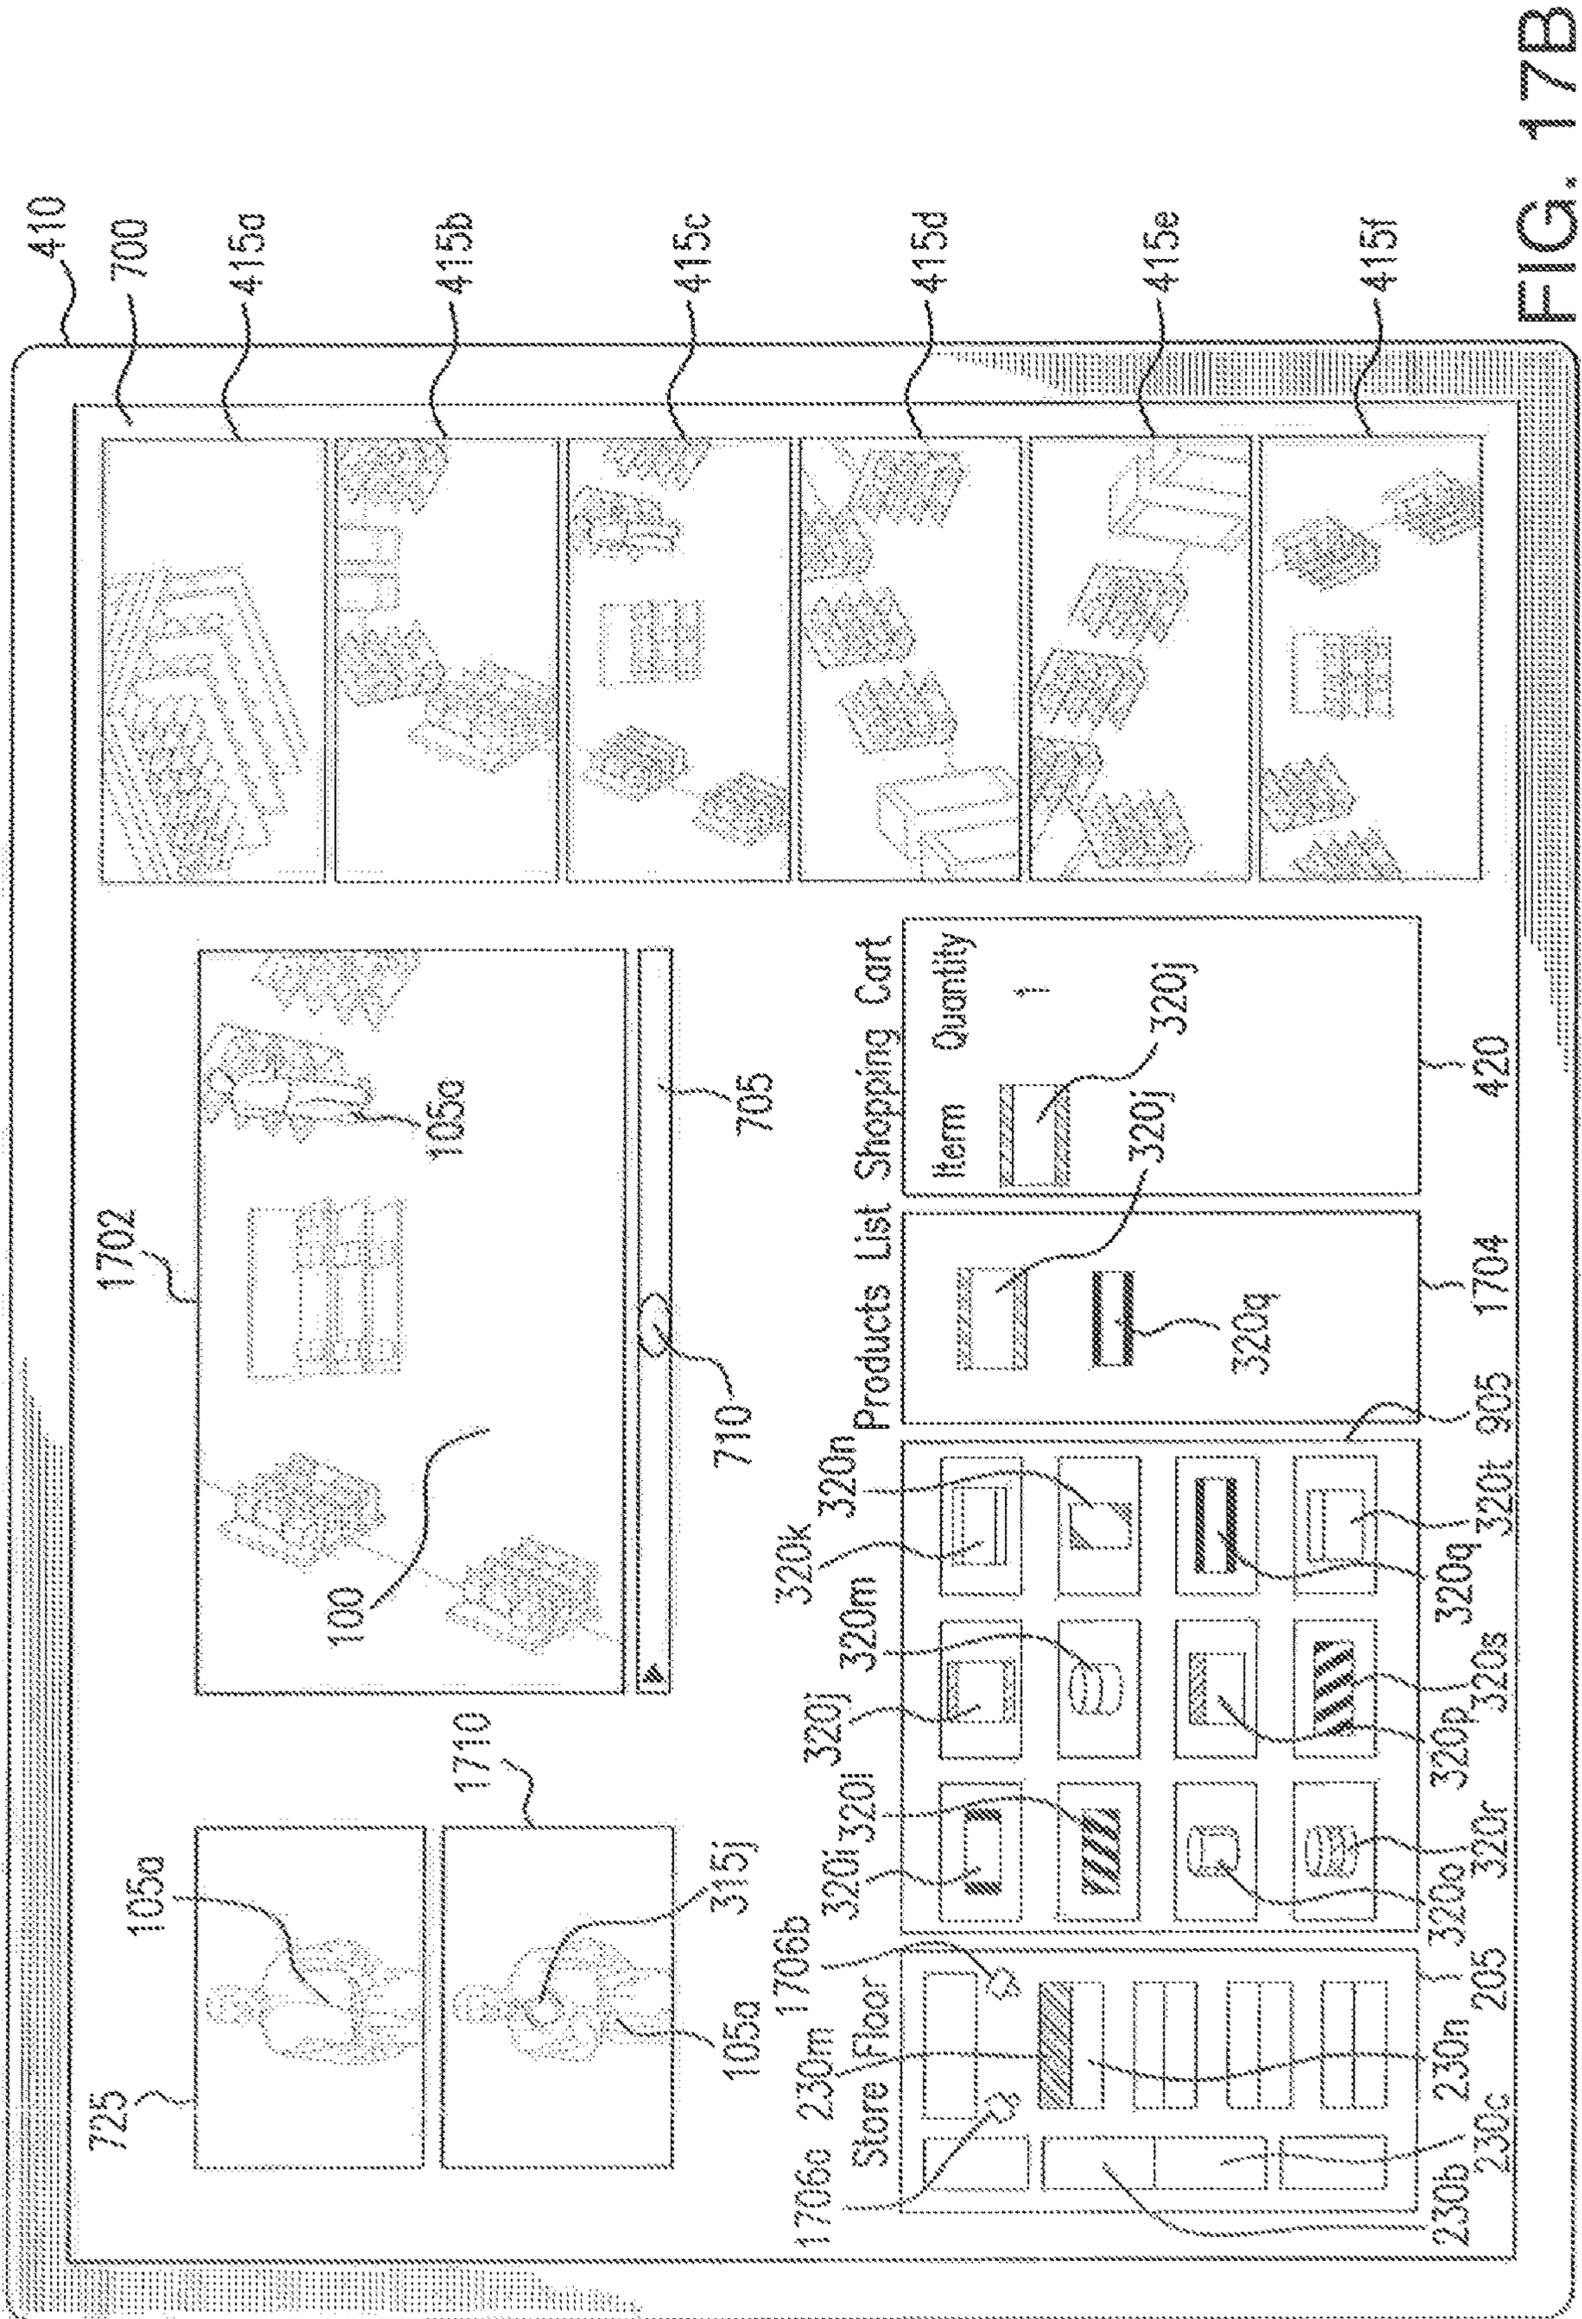 410
700
415a
415b
415c
415d
415e
415f
1702
100
105a
705
710
725
105a
1710
315j
105a
1706a
230m
1706b
Store Floor
230b
230c
230n
205
320i
320l
320j
320m
320k
320n
320o
320r
320p
320s
320q
320t
905
Products List
320j
320q
1704
Shopping Cart
Item Quantity
1
320j
420
FIG. 17B